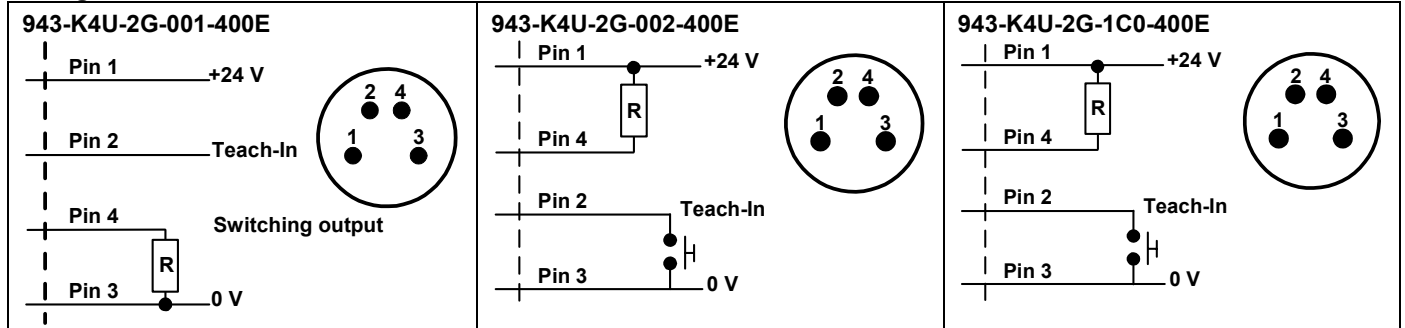 943-K4U-2G-001-400E
Pin 1
+24 V
Pin 2
Teach-In
Pin 4
Switching output
R
Pin 3
0 V
2 4
1 3
943-K4U-2G-002-400E
Pin 1
+24 V
R
Pin 4
Pin 2
Teach-In
Pin 3
0 V
2 4
1 3
943-K4U-2G-1C0-400E
Pin 1
+24 V
R
Pin 4
Pin 2
Teach-In
Pin 3
0 V
2 4
1 3